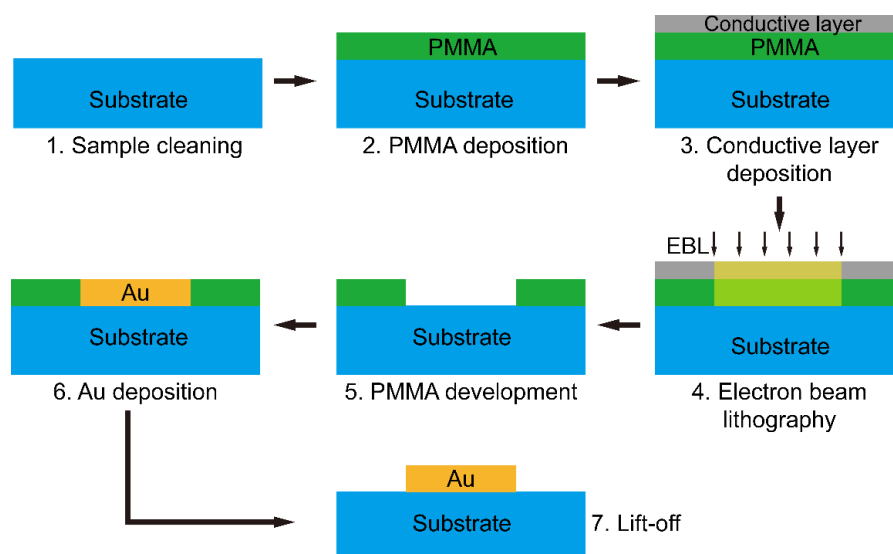 Substrate
1. Sample cleaning
PMMA
Substrate
2. PMMA deposition
Conductive layer
PMMA
Substrate
3. Conductive layer
deposition
EBL
Substrate
4. Electron beam
lithography
Substrate
5. PMMA development
Au
Substrate
6. Au deposition
Au
Substrate
7. Lift-off